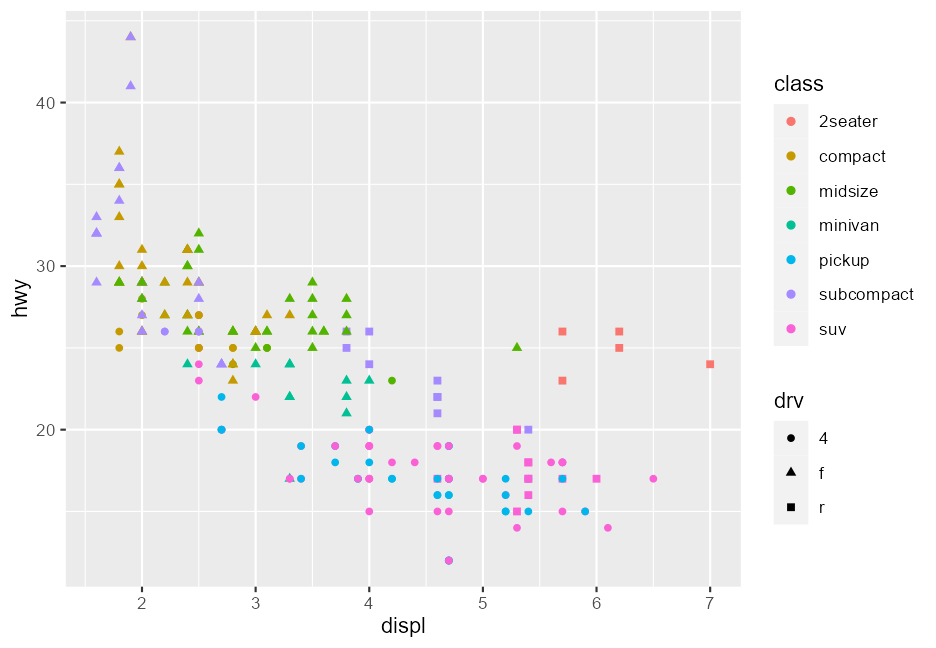 40
30
20
hwy
2 3 4 5 6 7
displ
class
2seater
compact
midsize
minivan
pickup
subcompact
suv
drv
4
f
r